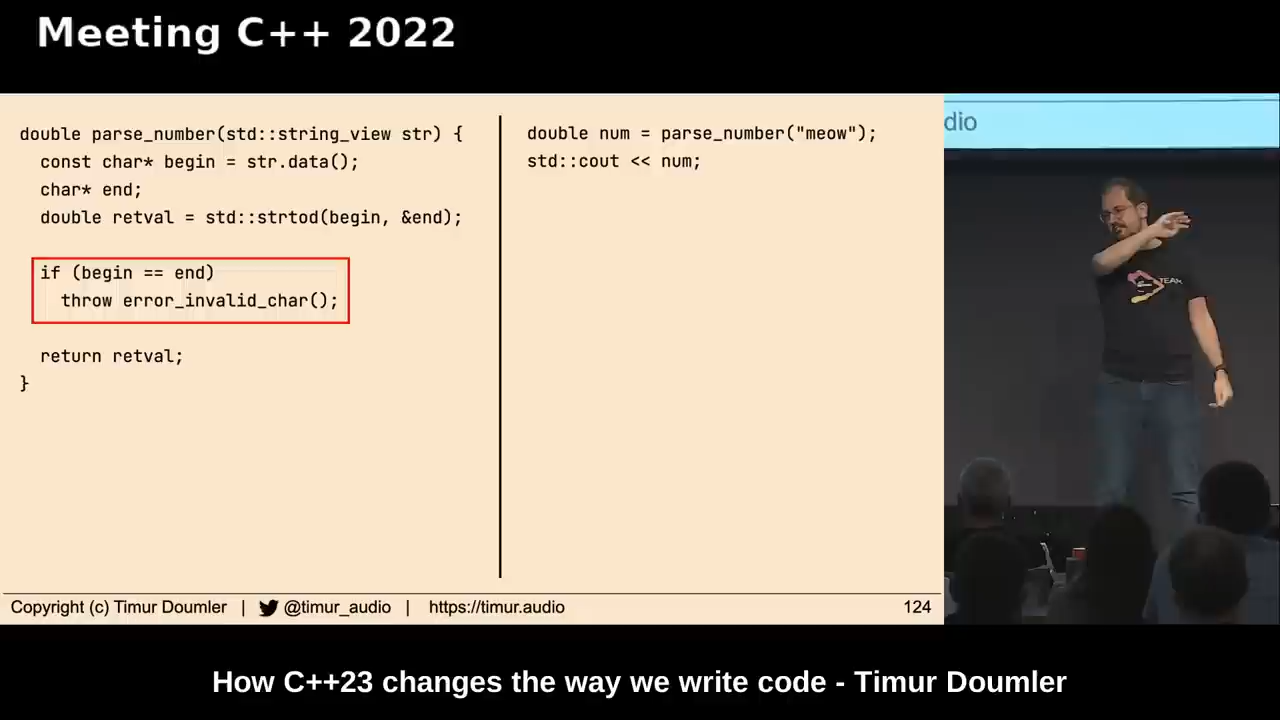 Meeting C++ 2022
double parse_number(std::string_view str) {
  const char* begin = str.data();
  char* end;
  double retval = std::strtod(begin, &end);
  if (begin == end)
    throw error_invalid_char();
  return retval;
}
double num = parse_number("meow");
std::cout << num;
dio
TEAM
Copyright (c) Timur Doumler | @timur_audio | https://timur.audio
124
How C++23 changes the way we write code - Timur Doumler